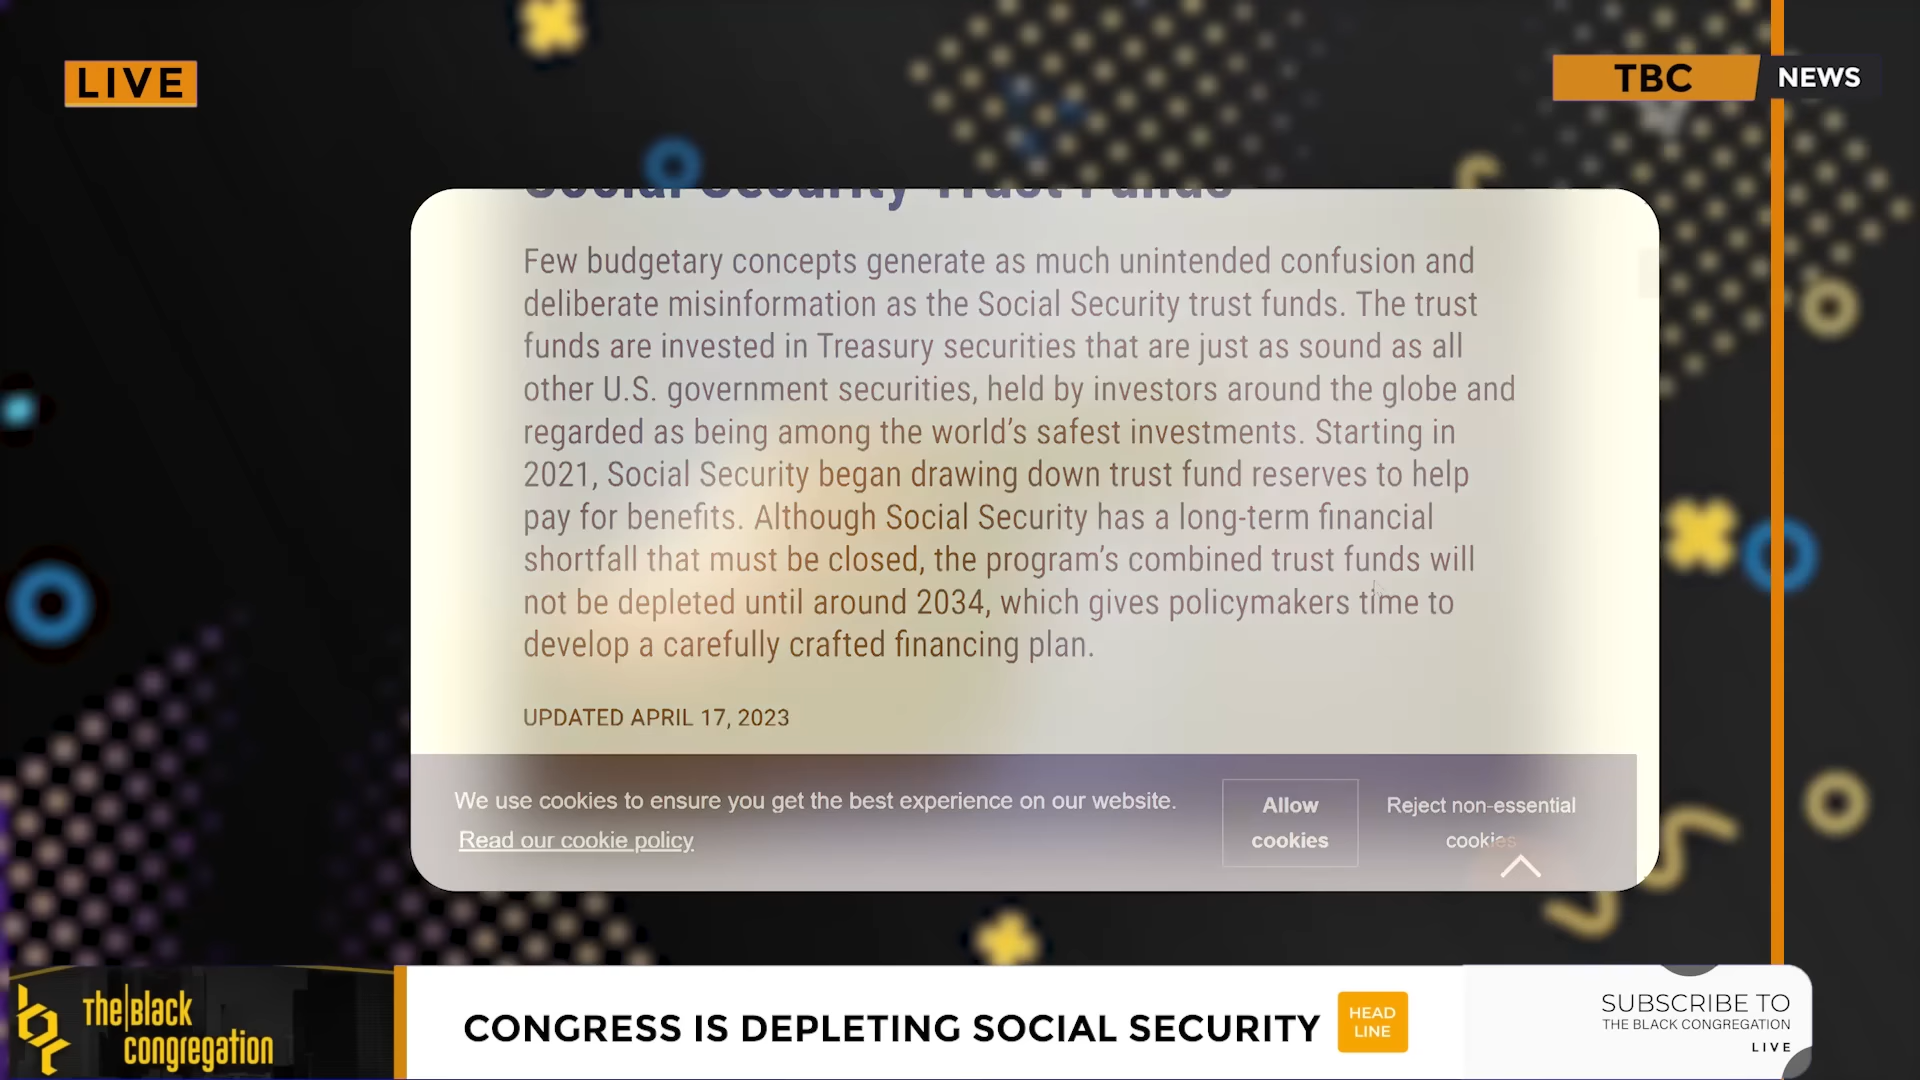 LIVE
TBC NEWS
Social Security Trust Funds
Few budgetary concepts generate as much unintended confusion and
deliberate misinformation as the Social Security trust funds. The trust
funds are invested in Treasury securities that are just as sound as all
other U.S. government securities, held by investors around the globe and
regarded as being among the world’s safest investments. Starting in
2021, Social Security began drawing down trust fund reserves to help
pay for benefits. Although Social Security has a long-term financial
shortfall that must be closed, the program’s combined trust funds will
not be depleted until around 2034, which gives policymakers time to
develop a carefully crafted financing plan.
UPDATED APRIL 17, 2023
We use cookies to ensure you get the best experience on our website.
Read our cookie policy
Allow
cookies
Reject non-essential
cookies
the Black
congregation
CONGRESS IS DEPLETING SOCIAL SECURITY
HEAD
LINE
SUBSCRIBE TO
THE BLACK CONGREGATION
LIVE